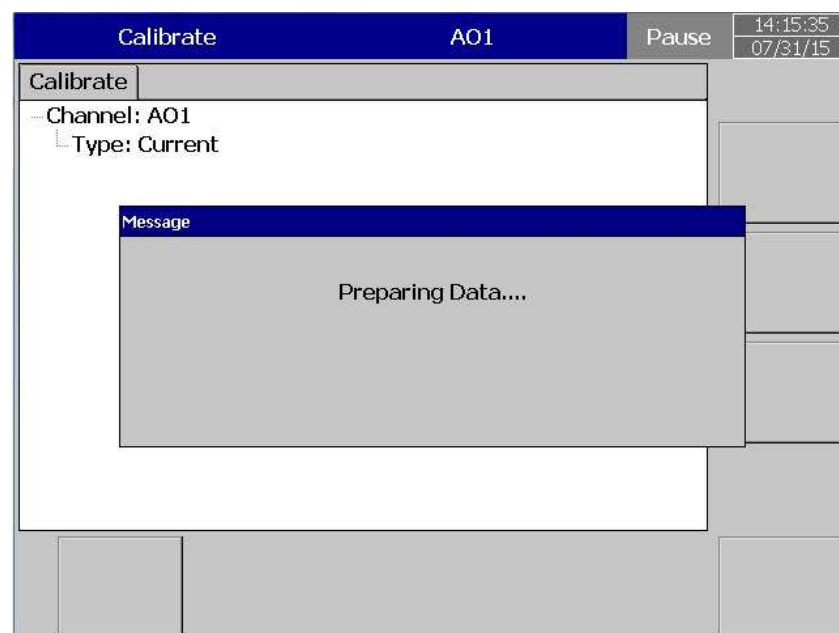 Calibrate AO1 Pause 14:15:35
07/31/15
Calibrate
Channel: AO1
Type: Current
Message
Preparing Data....